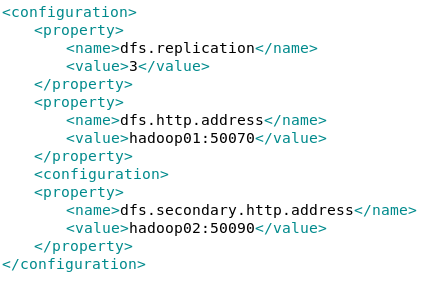 <configuration>
    <property>
        <name>dfs.replication</name>
        <value>3</value>
    </property>
    <property>
        <name>dfs.http.address</name>
        <value>hadoop01:50070</value>
    </property>
    <configuration>
    <property>
        <name>dfs.secondary.http.address</name>
        <value>hadoop02:50090</value>
    </property>
</configuration>